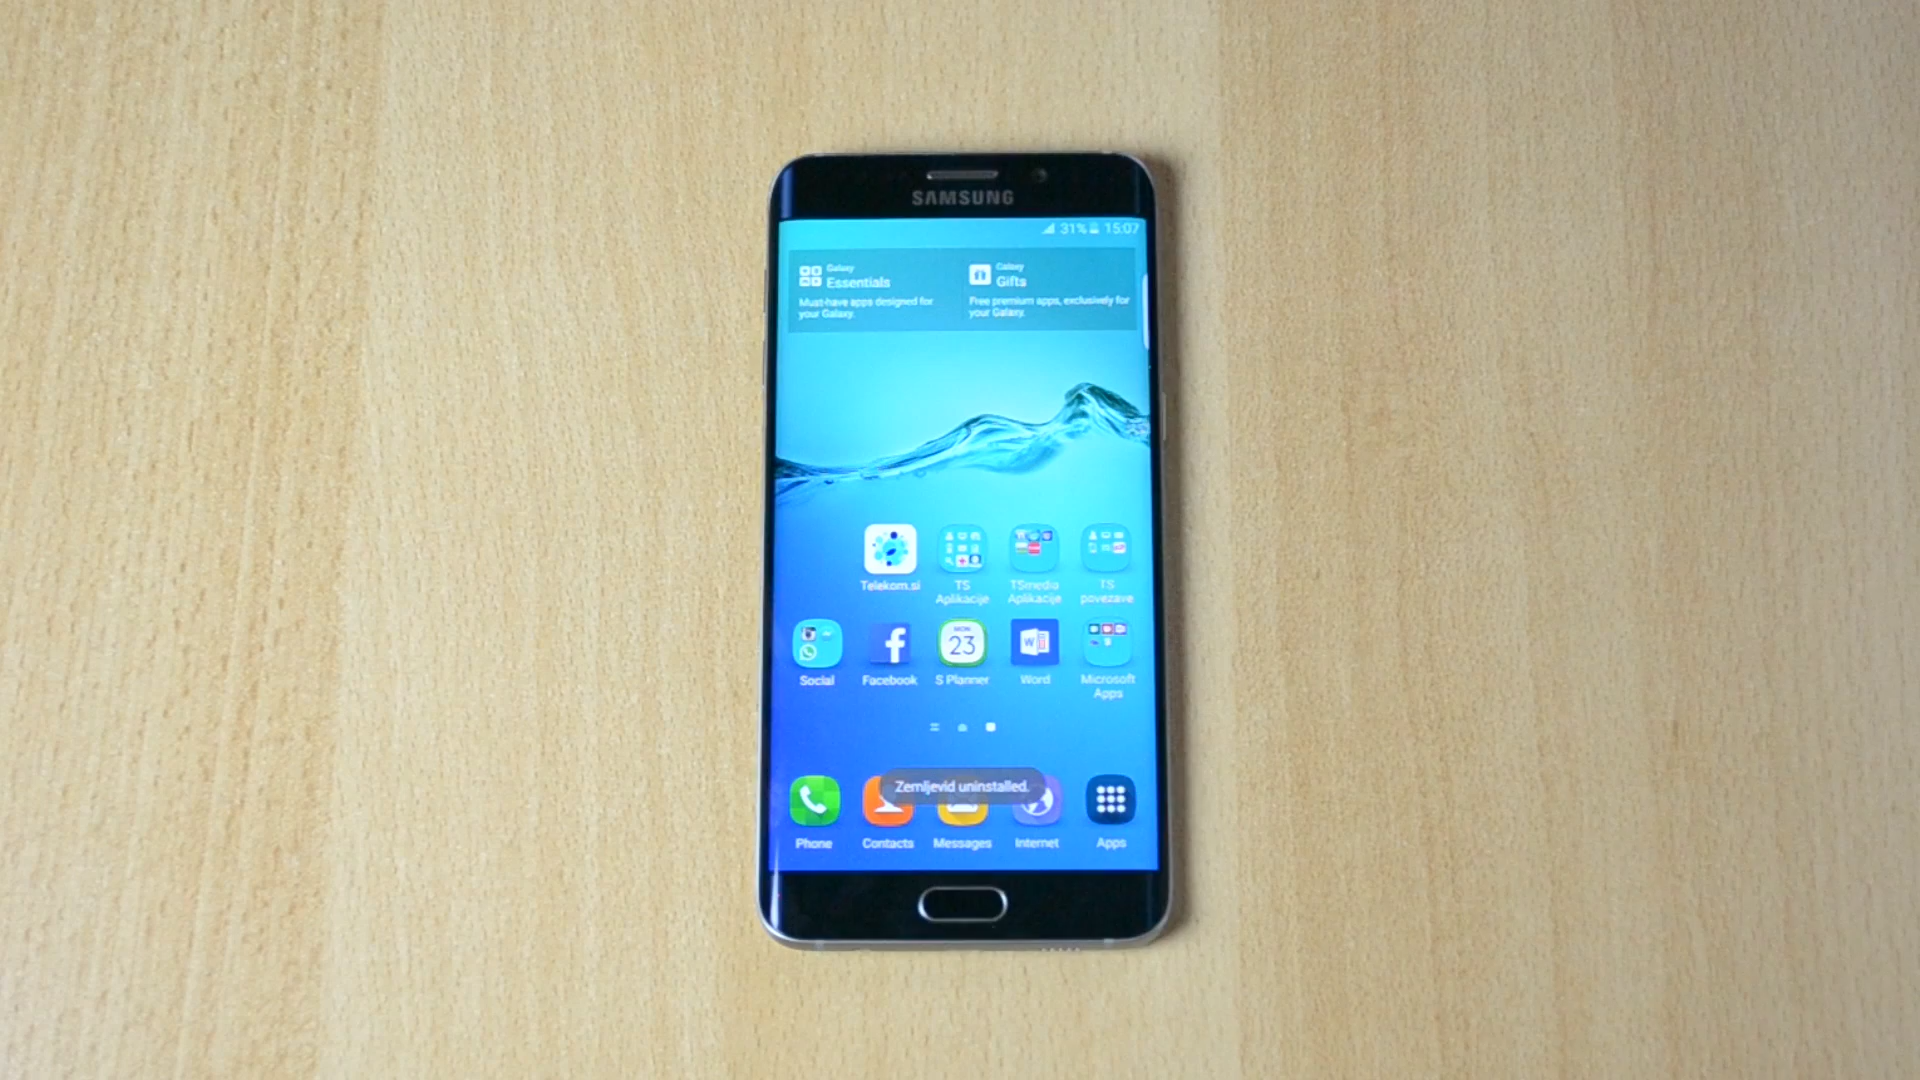 SAMSUNG
31% 15:07
Galaxy
Essentials
Must-have apps designed for
your Galaxy.
Galaxy
Gifts
Free premium apps, exclusively for
your Galaxy.
Telekom.si
TS
Aplikacije
TSmedia
Aplikacije
TS
povezave
MON
23
W
Social
Facebook
S Planner
Word
Microsoft
Apps
Zemljevid uninstalled.
Phone
Contacts
Messages
Internet
Apps